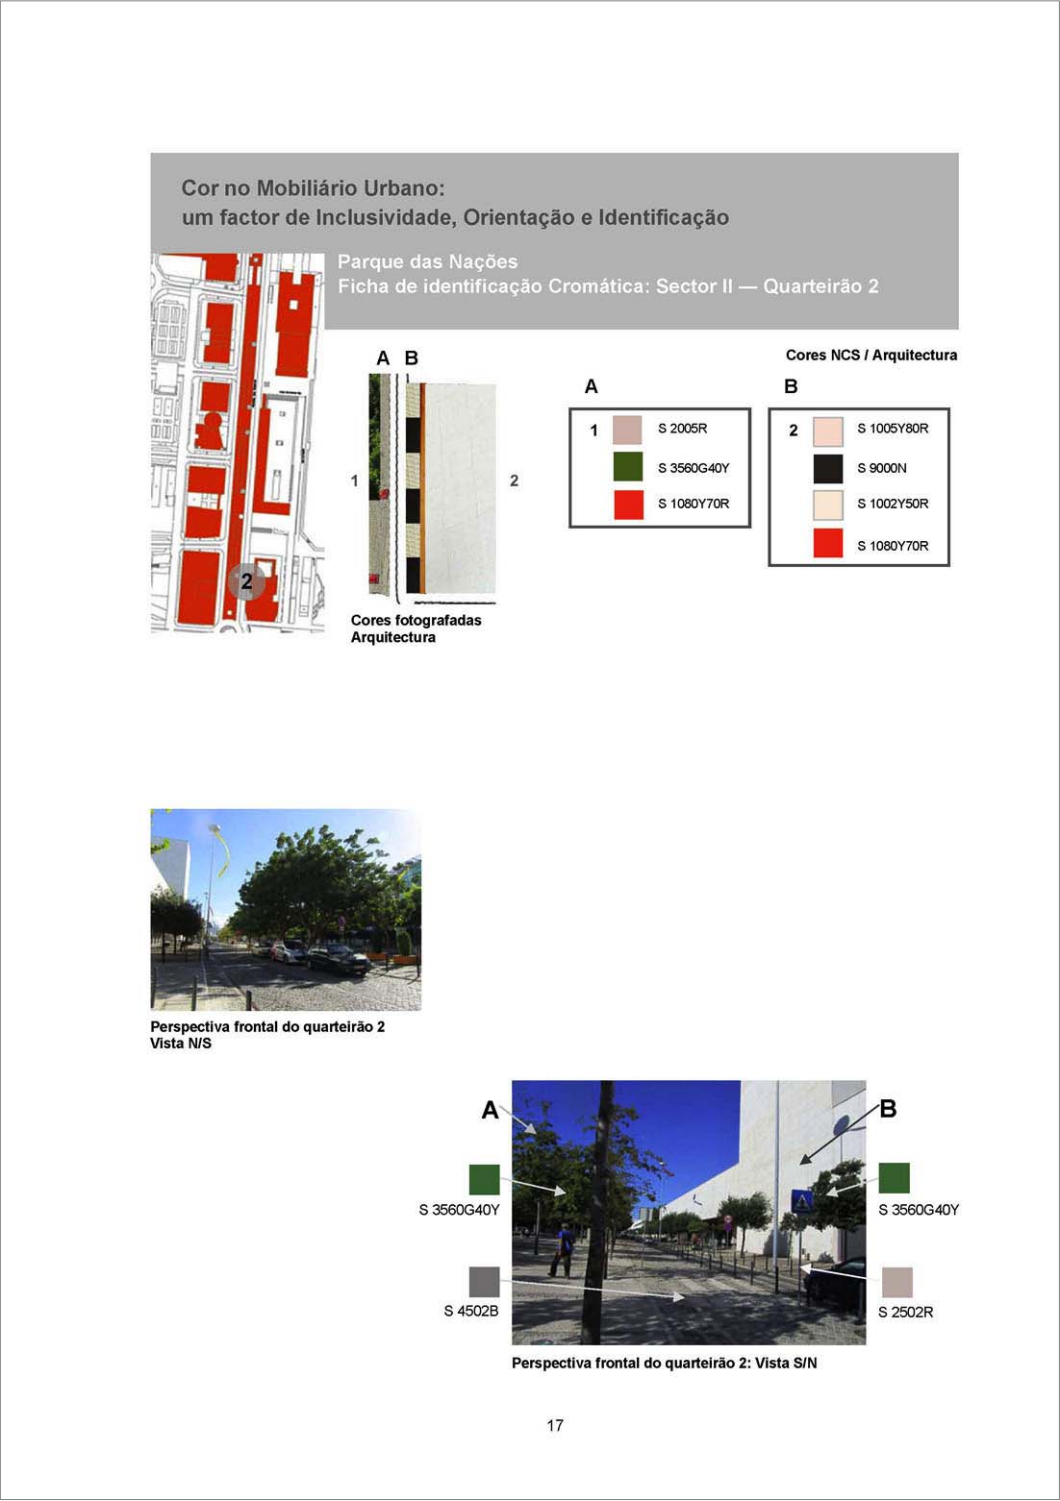 Cor no Mobiliário Urbano:
um factor de Inclusividade, Orientação e Identificação
Parque das Nações
Ficha de identificação Cromática: Sector II — Quarteirão 2
2
A B
1
2
Cores fotografadas
Arquitectura
Cores NCS / Arquitectura
A
1
S 2005R
S 3560G40Y
S 1080Y70R
B
2
S 1005Y80R
S 9000N
S 1002Y50R
S 1080Y70R
Perspectiva frontal do quarteirão 2
Vista N/S
A
B
S 3560G40Y
S 3560G40Y
S 4502B
S 2502R
Perspectiva frontal do quarteirão 2: Vista S/N
17